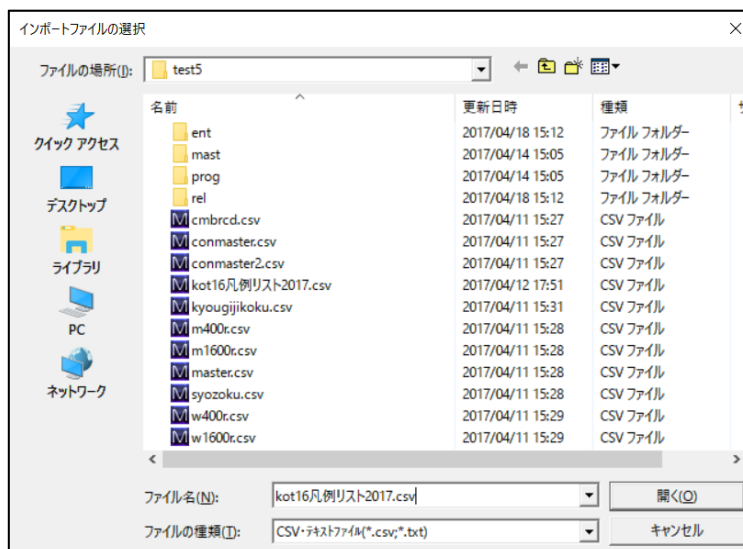 インポートファイルの選択
ファイルの場所(I): test5
名前 更新日時 種類
ent 2017/04/18 15:12 ファイル フォルダー
mast 2017/04/14 15:05 ファイル フォルダー
prog 2017/04/14 15:05 ファイル フォルダー
rel 2017/04/18 15:12 ファイル フォルダー
cmbrcd.csv 2017/04/11 15:27 CSV ファイル
conmaster.csv 2017/04/11 15:27 CSV ファイル
conmaster2.csv 2017/04/11 15:27 CSV ファイル
kot16凡例リスト2017.csv 2017/04/12 17:51 CSV ファイル
kyougijikoku.csv 2017/04/11 15:31 CSV ファイル
m400r.csv 2017/04/11 15:28 CSV ファイル
m1600r.csv 2017/04/11 15:28 CSV ファイル
master.csv 2017/04/11 15:28 CSV ファイル
syozoku.csv 2017/04/11 15:28 CSV ファイル
w400r.csv 2017/04/11 15:29 CSV ファイル
w1600r.csv 2017/04/11 15:29 CSV ファイル
クイック アクセス
デスクトップ
ライブラリ
PC
ネットワーク
ファイル名(N): kot16凡例リスト2017.csv 開く(O)
ファイルの種類(T): CSV・テキストファイル(*.csv;*.txt) キャンセル